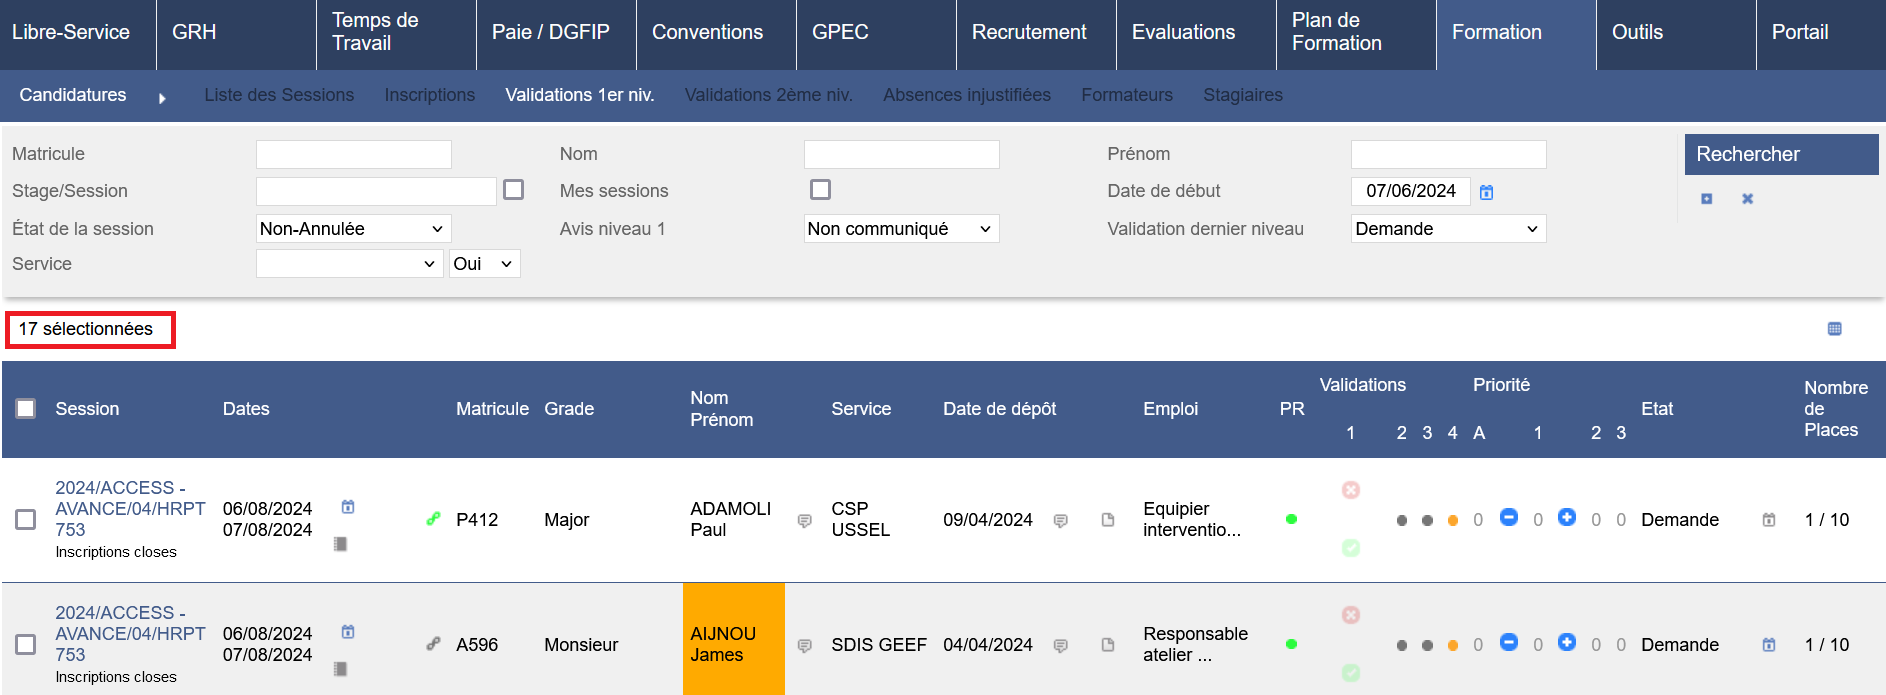 Libre-Service GRH Temps de Travail Paie / DGFIP Conventions GPEC Recrutement Evaluations Plan de Formation Formation Outils Portail
Candidatures Liste des Sessions Inscriptions Validations 1er niv. Validations 2ème niv. Absences injustifiées Formateurs Stagiaires
Matricule Nom Prénom Rechercher
Stage/Session Mes sessions Date de début 07/06/2024
État de la session Non-Annulée Avis niveau 1 Non communiqué Validation dernier niveau Demande
Service Oui
17 sélectionnées
Session Dates Matricule Grade Nom Prénom Service Date de dépôt Emploi PR Validations 1 2 3 4 Priorité A 1 2 3 Etat Nombre de Places
2024/ACCESS -
AVANCE/04/HRPT
753
Inscriptions closes
06/08/2024
07/08/2024
P412
Major
ADAMOLI
Paul
CSP
USSEL
09/04/2024
Equipier
interventio...
0 0 0 0
Demande
1 / 10
2024/ACCESS -
AVANCE/04/HRPT
753
Inscriptions closes
06/08/2024
07/08/2024
A596
Monsieur
AIJNOU
James
SDIS GEEF
04/04/2024
Responsable
atelier ...
0 0 0 0
Demande
1 / 10